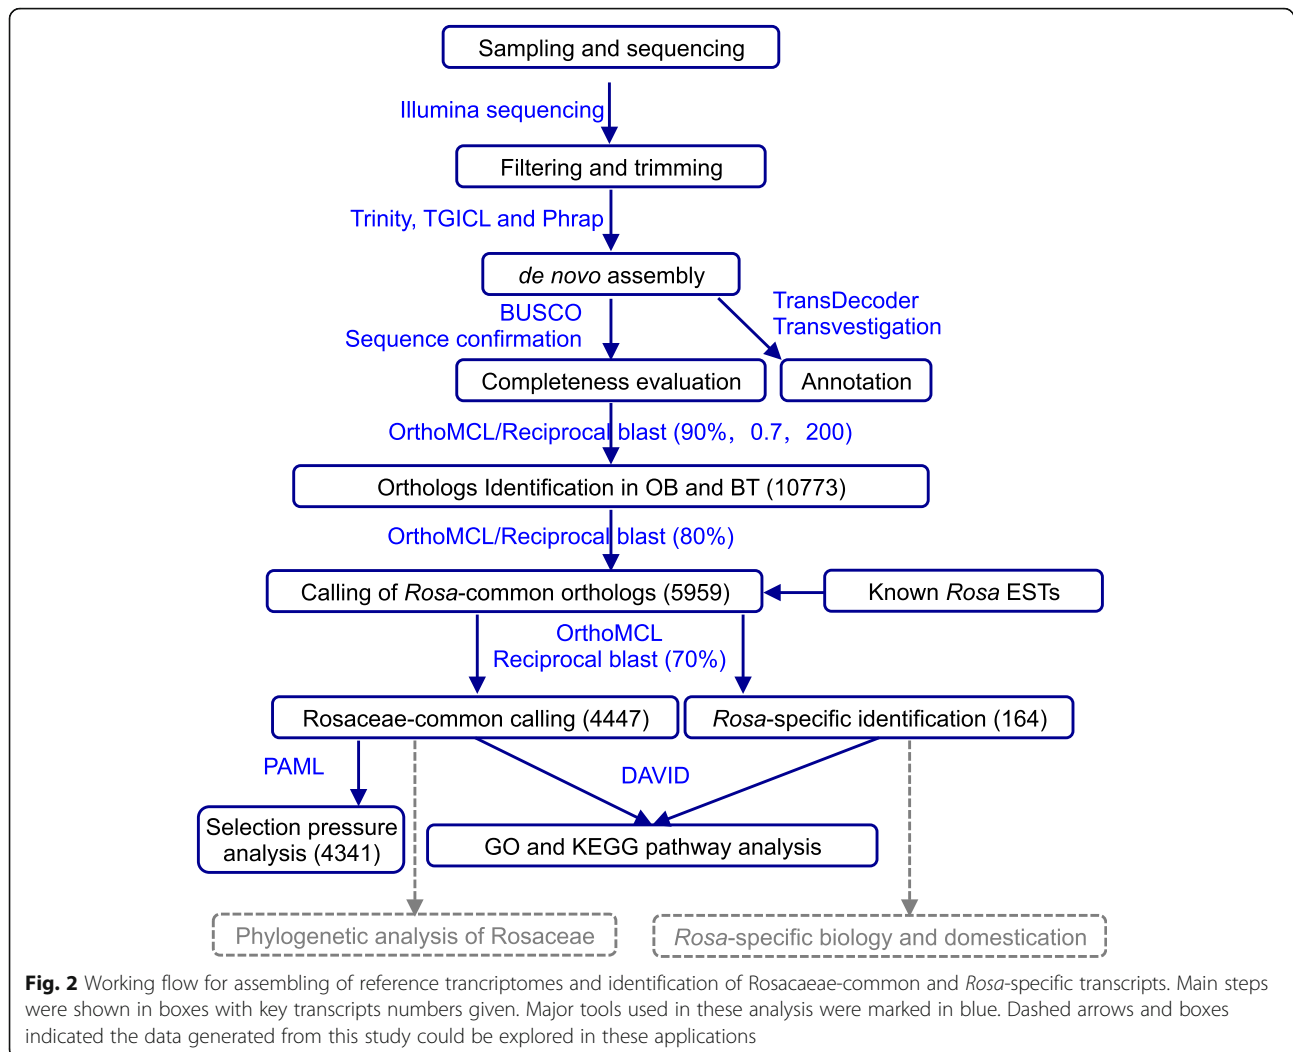 Sampling and sequencing
Illumina sequencing
Filtering and trimming
Trinity, TGICL and Phrap
de novo assembly
BUSCO
Sequence confirmation
TransDecoder
Transvestigation
Completeness evaluation
Annotation
OrthoMCL/Reciprocal blast (90%, 0.7, 200)
Orthologs Identification in OB and BT (10773)
OrthoMCL/Reciprocal blast (80%)
Calling of Rosa-common orthologs (5959)
Known Rosa ESTs
OrthoMCL
Reciprocal blast (70%)
Rosaceae-common calling (4447)
Rosa-specific identification (164)
PAML
DAVID
Selection pressure
analysis (4341)
GO and KEGG pathway analysis
Phylogenetic analysis of Rosaceae
Rosa-specific biology and domestication
Fig. 2 Working flow for assembling of reference trancriptomes and identification of Rosacaeae-common and Rosa-specific transcripts. Main steps
were shown in boxes with key transcripts numbers given. Major tools used in these analysis were marked in blue. Dashed arrows and boxes
indicated the data generated from this study could be explored in these applications